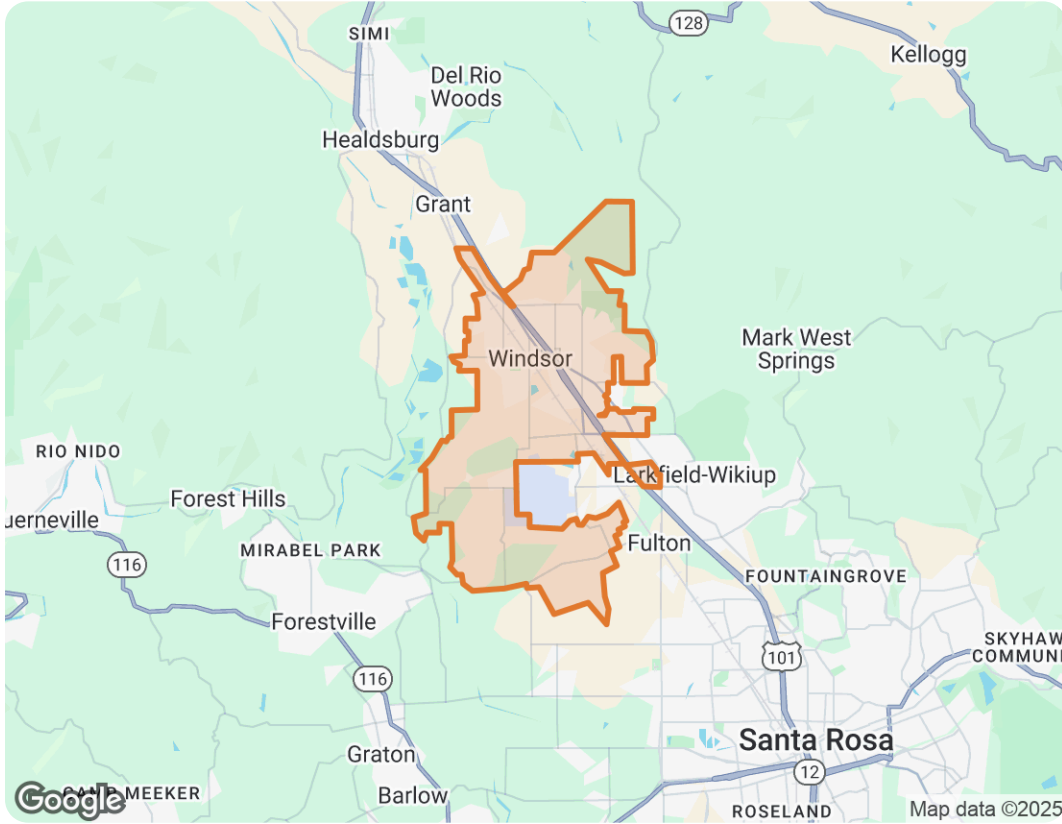 128
SIMI
Kellogg
Del Rio
Woods
Healdsburg
Grant
Mark West
Springs
Windsor
RIO NIDO
Larkfield-Wikiup
Forest Hills
uerneville
Fulton
MIRABEL PARK
116
FOUNTAINGROVE
Forestville
SKYHAW
COMMUNI
101
116
Santa Rosa
Graton
12
CAMP MEEKER
Google
Barlow
ROSELAND
Map data ©2025